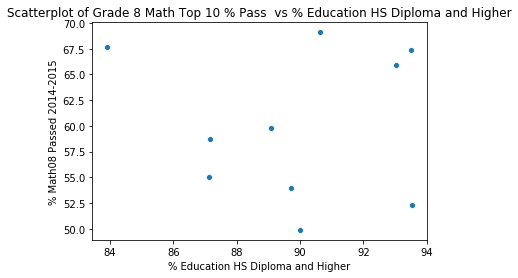 Scatterplot of Grade 8 Math Top 10 % Pass  vs % Education HS Diploma and Higher
70.0
67.5
65.0
62.5
60.0
57.5
55.0
52.5
50.0
% Math08 Passed 2014-2015
84 86 88 90 92 94
% Education HS Diploma and Higher